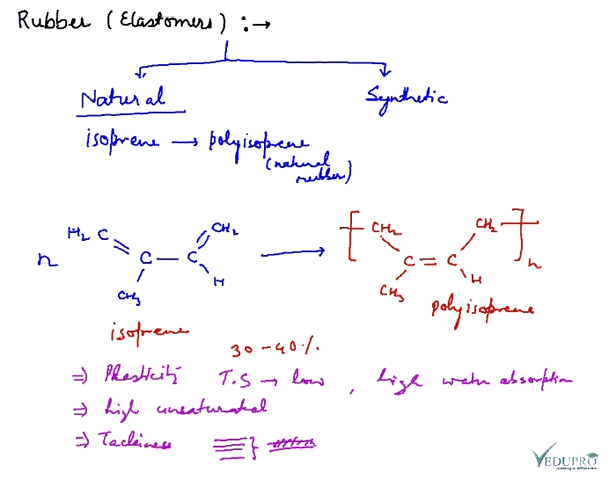 Rubber (Elastomers) :→
Natural
Synthetic
isoprene → polyisoprene
(natural
rubber)
n H₂C = C - C = CH₂ → [ CH₂ C = C CH₂ ]n
CH₃ H CH₃ H
isoprene
polyisoprene
30-40%
⇒ Plasticity T.S → low , high water absorption
⇒ high unsaturated
⇒ Tackiness
VEDUPRO